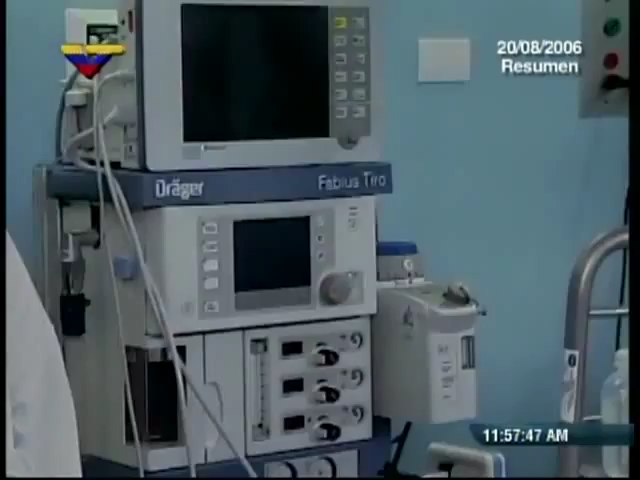 20/08/2006
Resumen
Dräger
Fabius Tiro
11:57:47 AM